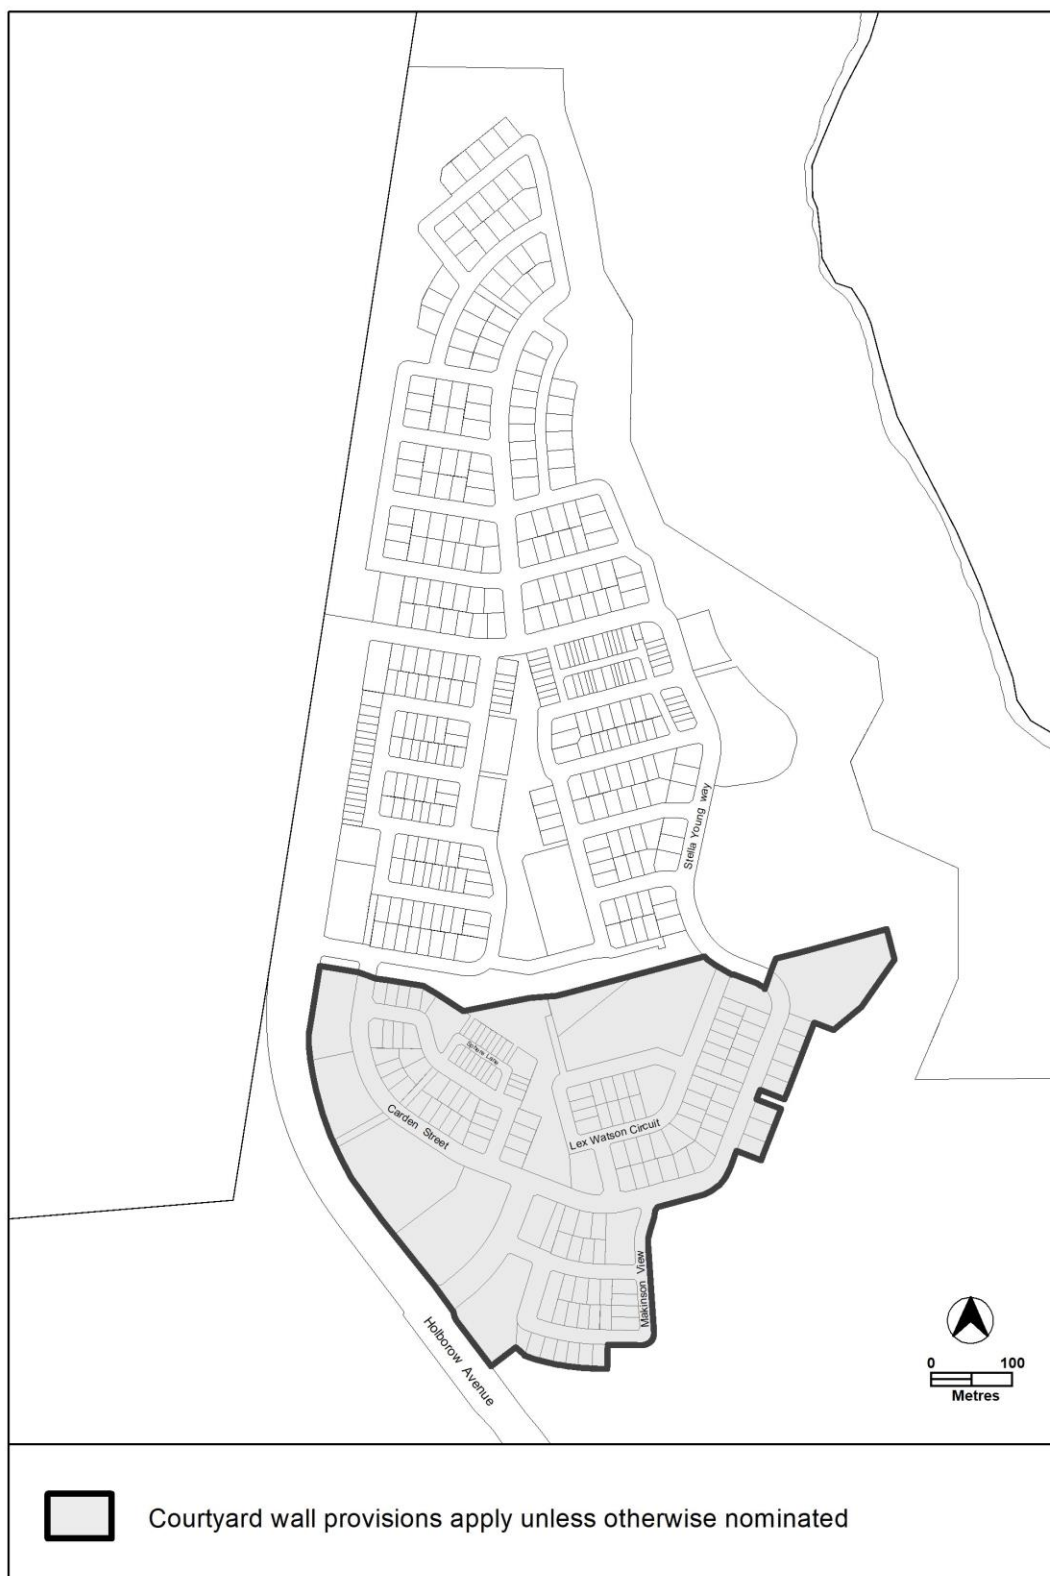 Stella Young way
Carden Street
Lex Watson Circuit
Makinson View
Holborow Avenue
0 100
Metres
Courtyard wall provisions apply unless otherwise nominated